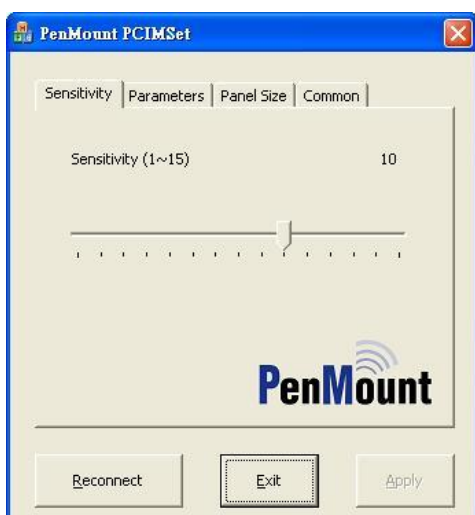 PenMount PCIMSet
Sensitivity Parameters Panel Size Common
Sensitivity (1~15) 10
PenMount
Reconnect Exit Apply